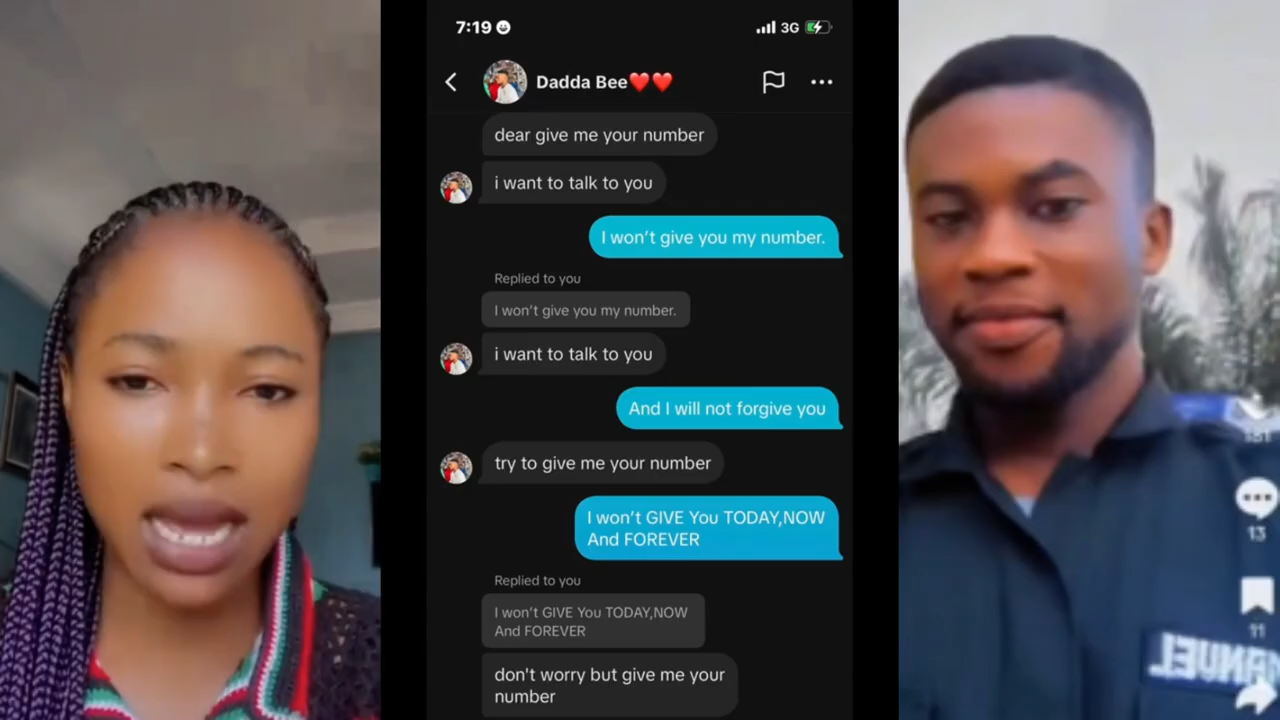 7:19
3G
Dadda Bee❤️❤️
dear give me your number
i want to talk to you
I won't give you my number.
Replied to you
I won't give you my number.
i want to talk to you
And I will not forgive you
try to give me your number
I won't GIVE You TODAY,NOW
And FOREVER
Replied to you
I won't GIVE You TODAY,NOW
And FOREVER
don't worry but give me your
number
13
11
ANUEL